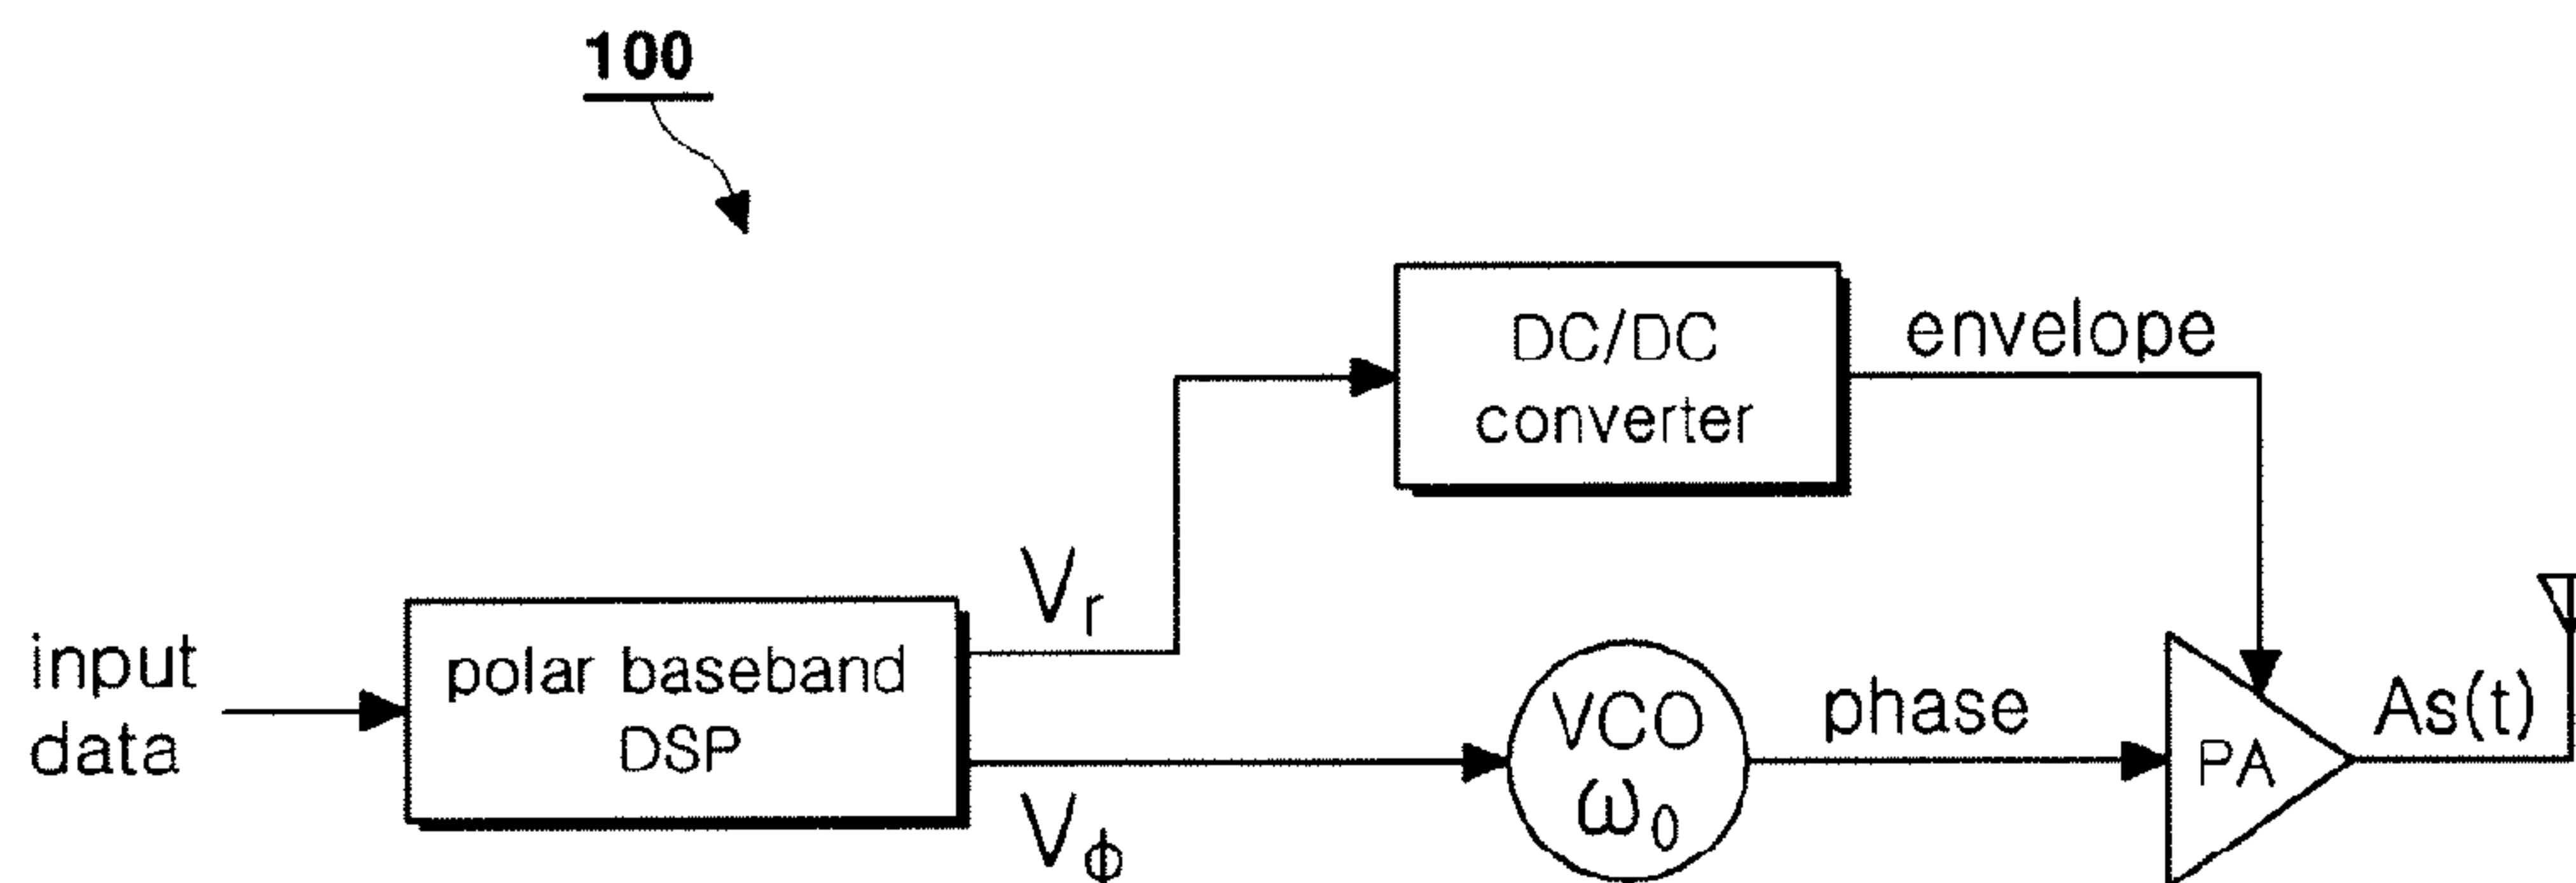 100
DC/DC
converter
envelope
input
data
polar baseband
DSP
Vr
Vϕ
VCO
ω0
phase
PA
As(t)